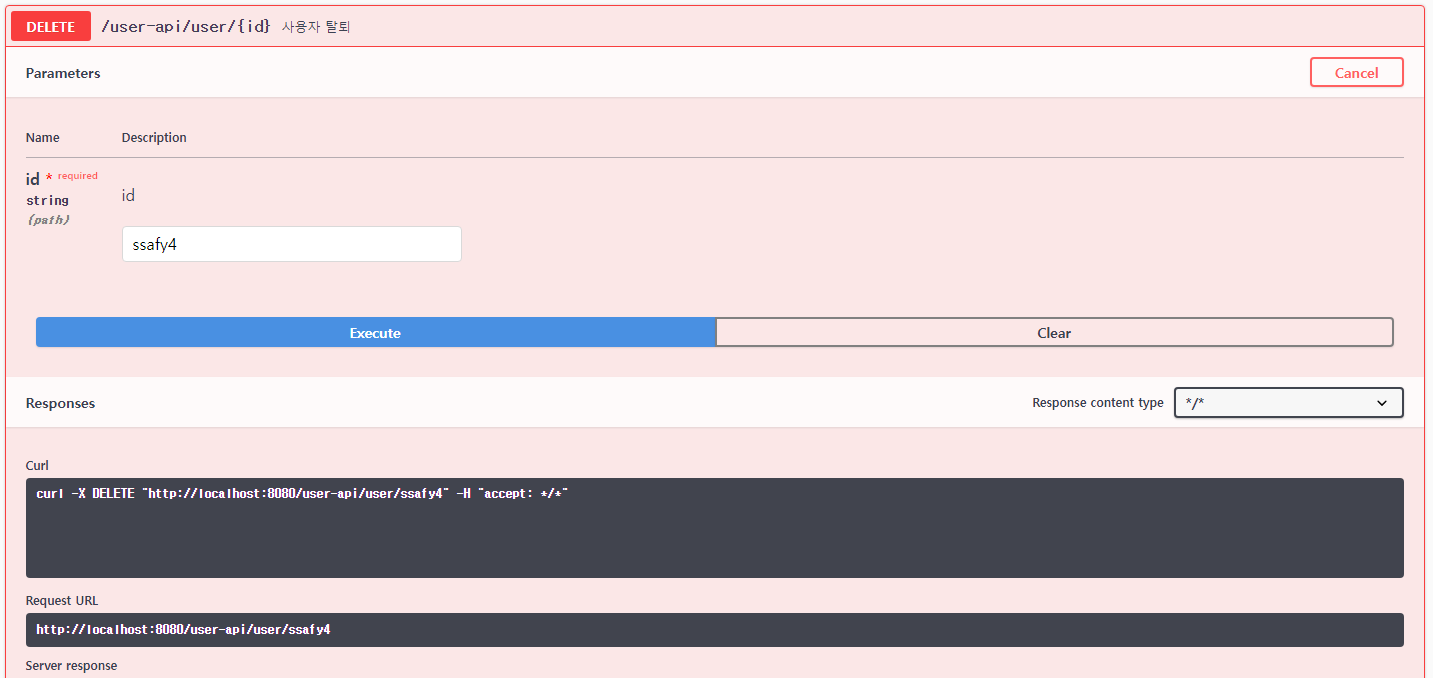 DELETE /user-api/user/{id} 사용자 탈퇴
Parameters Cancel
Name Description
id * required
string
(path)
id
ssafy4
Execute Clear
Responses Response content type */*
Curl
curl -X DELETE "http://localhost:8080/user-api/user/ssafy4" -H "accept: */*"
Request URL
http://localhost:8080/user-api/user/ssafy4
Server response